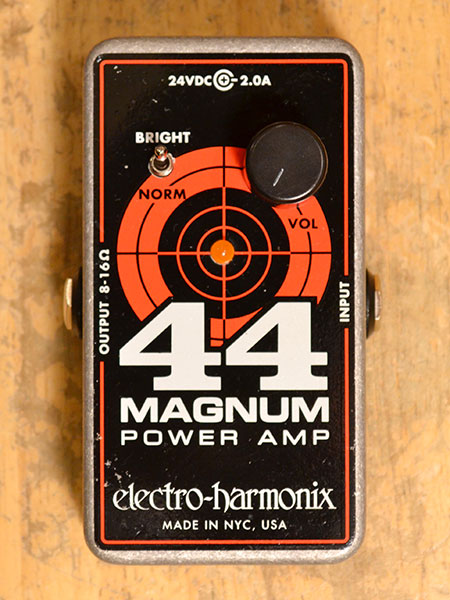 24VDC 2.0A
BRIGHT
NORM
VOL
OUTPUT 8-16Ω
INPUT
44
MAGNUM
POWER AMP
electro-harmonix
MADE IN NYC, USA